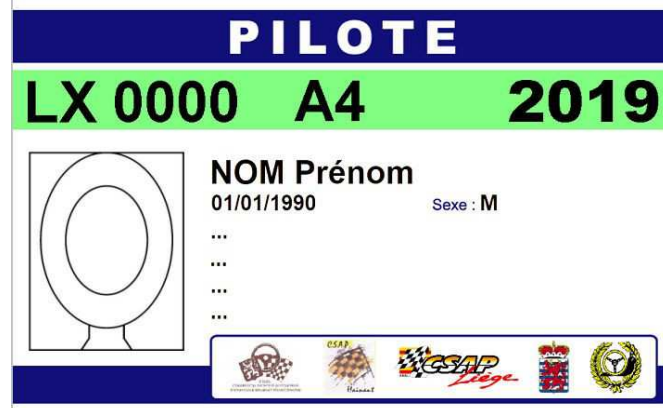 PILOTE
LX 0000 A4 2019
NOM Prénom
01/01/1990 Sexe : M
...
...
...
...
CSAP
Hainaut
CSAP
Liège